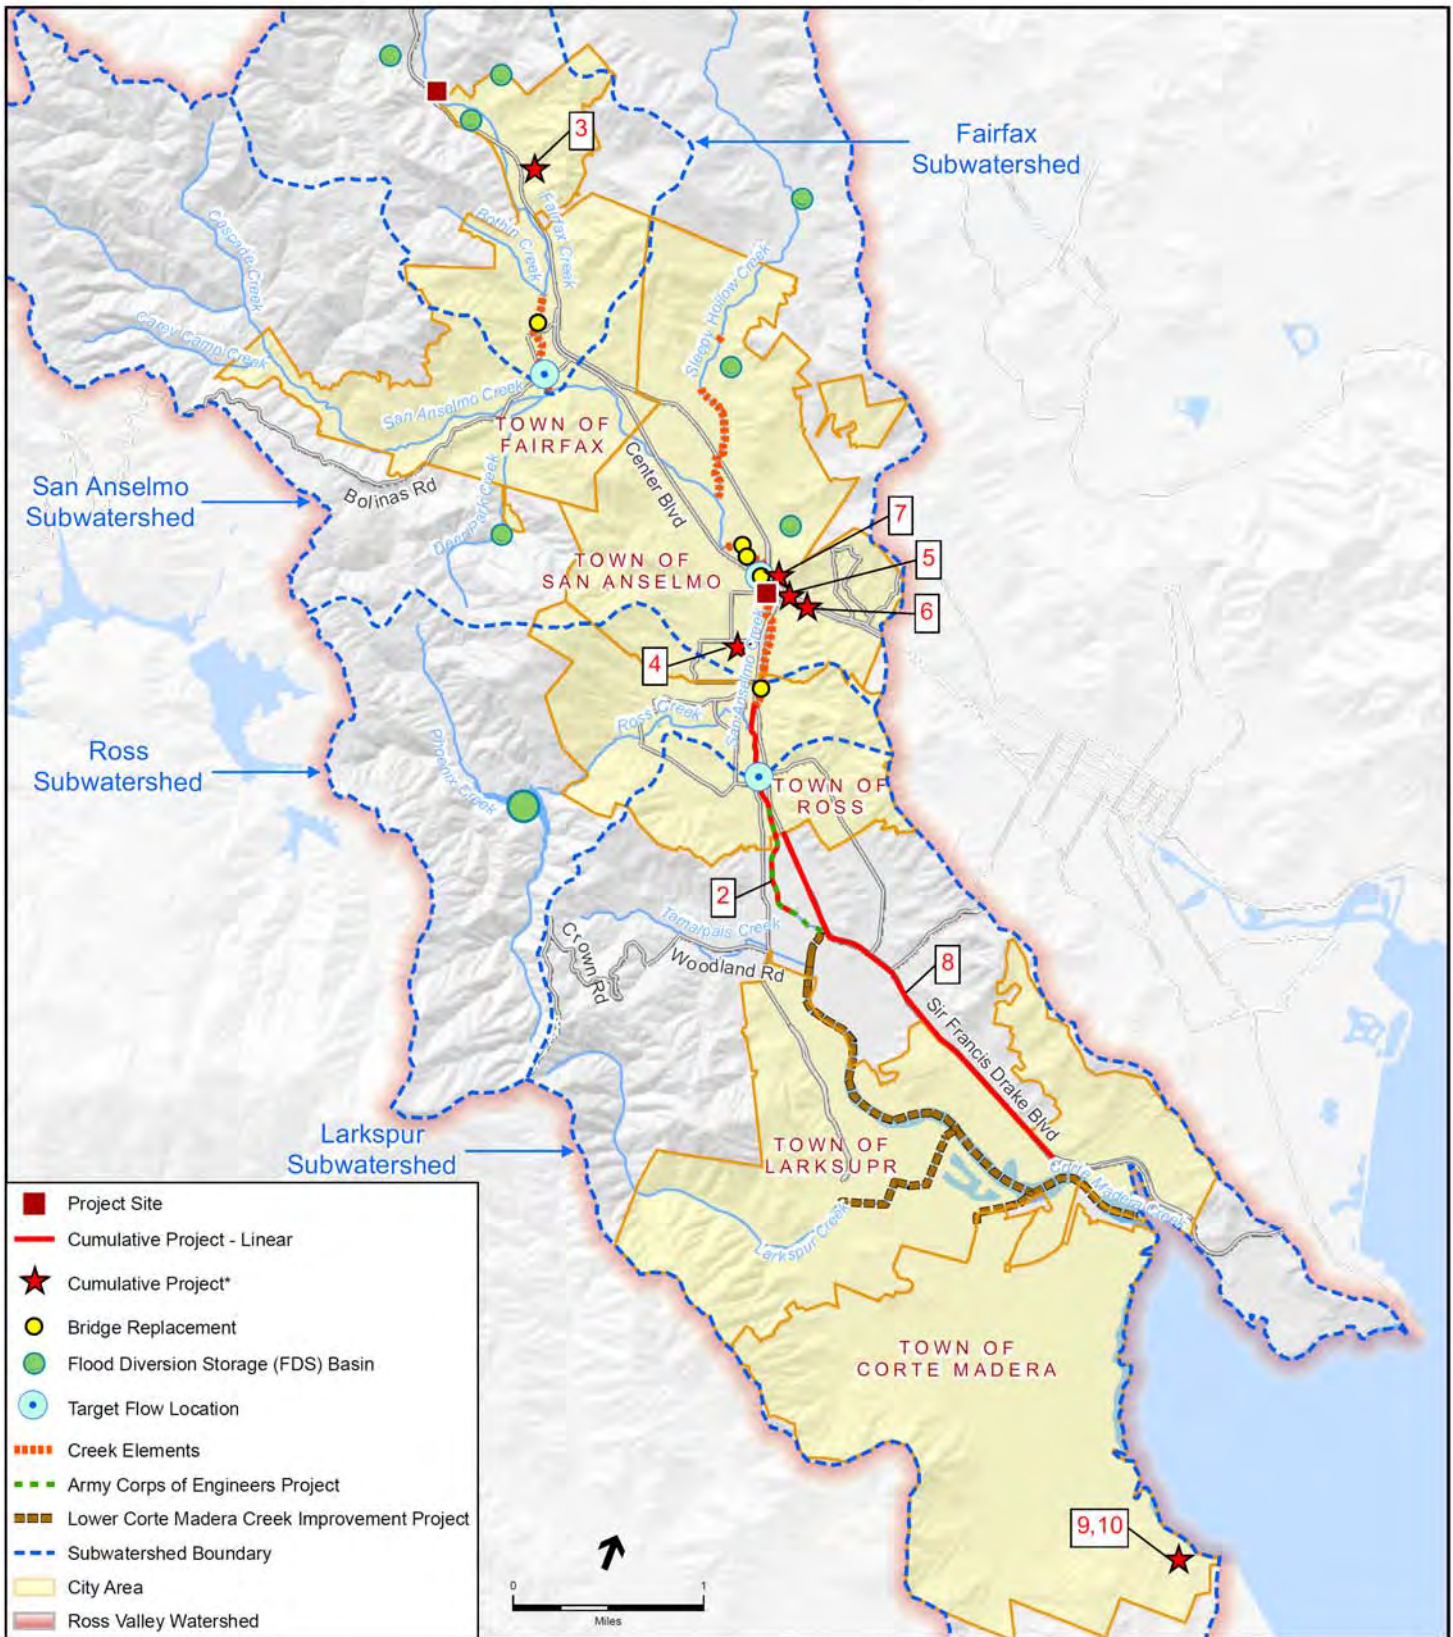 3
Fairfax
Subwatershed
Cascade Creek
Bothin Creek
Fairfax Creek
Sleepy Hollow Creek
Carey Camp Creek
San Anselmo Creek
TOWN OF
FAIRFAX
Center Blvd
San Anselmo
Subwatershed
Bolinas Rd
Deer Park Creek
7
TOWN OF
SAN ANSELMO
5
6
4
San Anselmo Creek
Ross Creek
Ross
Subwatershed
Phoenix Creek
TOWN OF
ROSS
2
Tamalpais Creek
Crown Rd
Woodland Rd
8
Sir Francis Drake Blvd
Larkspur
Subwatershed
TOWN OF
LARKSUPR
Corte Madera Creek
Larkspur Creek
TOWN OF
CORTE MADERA
9,10
Project Site
Cumulative Project - Linear
Cumulative Project*
Bridge Replacement
Flood Diversion Storage (FDS) Basin
Target Flow Location
Creek Elements
Army Corps of Engineers Project
Lower Corte Madera Creek Improvement Project
Subwatershed Boundary
City Area
Ross Valley Watershed
0 1
Miles